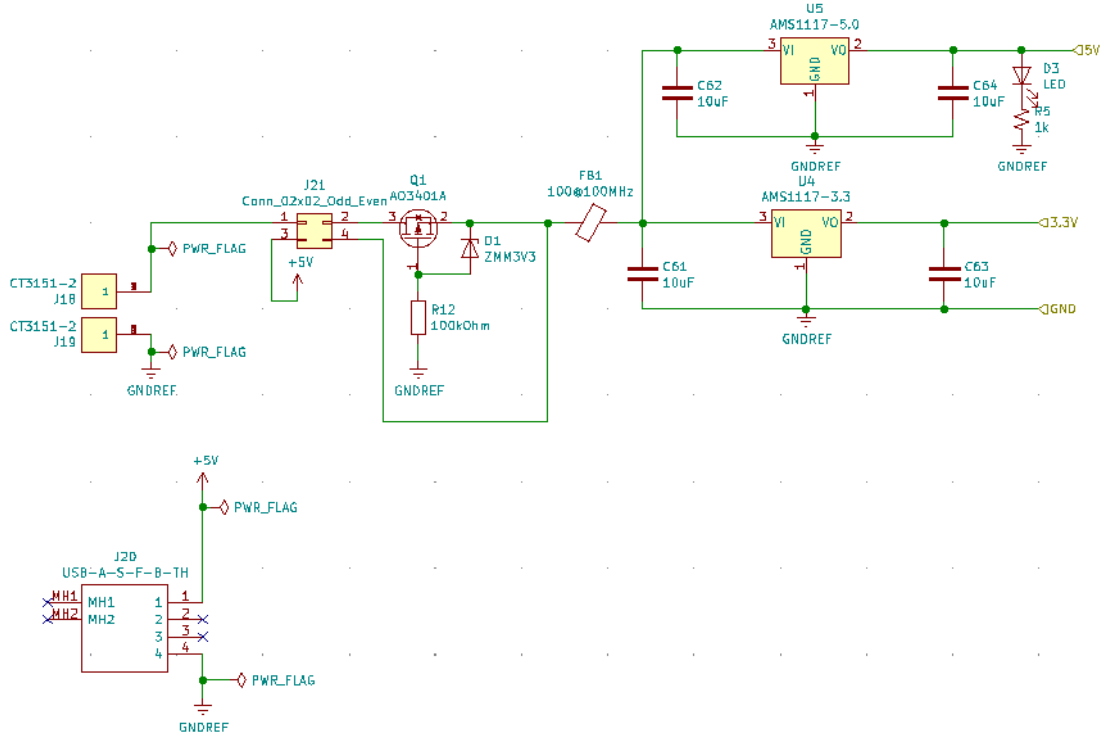 U5
AMS1117-5.0
3
VI
VO
2
GND
1
5V
C62
10uF
C64
10uF
D3
LED
R5
1k
GNDREF
GNDREF
J21
Conn_02x02_Odd_Even
1
2
3
4
+5V
Q1
AO3401A
3
2
1
D1
ZMM3V3
R12
100kOhm
GNDREF
FB1
100@100MHz
U4
AMS1117-3.3
3
VI
VO
2
GND
1
3.3V
C61
10uF
C63
10uF
GND
GNDREF
PWR_FLAG
CT3151-2
J18
1
CT3151-2
J19
1
PWR_FLAG
GNDREF
+5V
PWR_FLAG
J20
USB-A-S-F-B-TH
MH1
MH1
1
1
MH2
MH2
2
2
3
3
4
4
PWR_FLAG
GNDREF